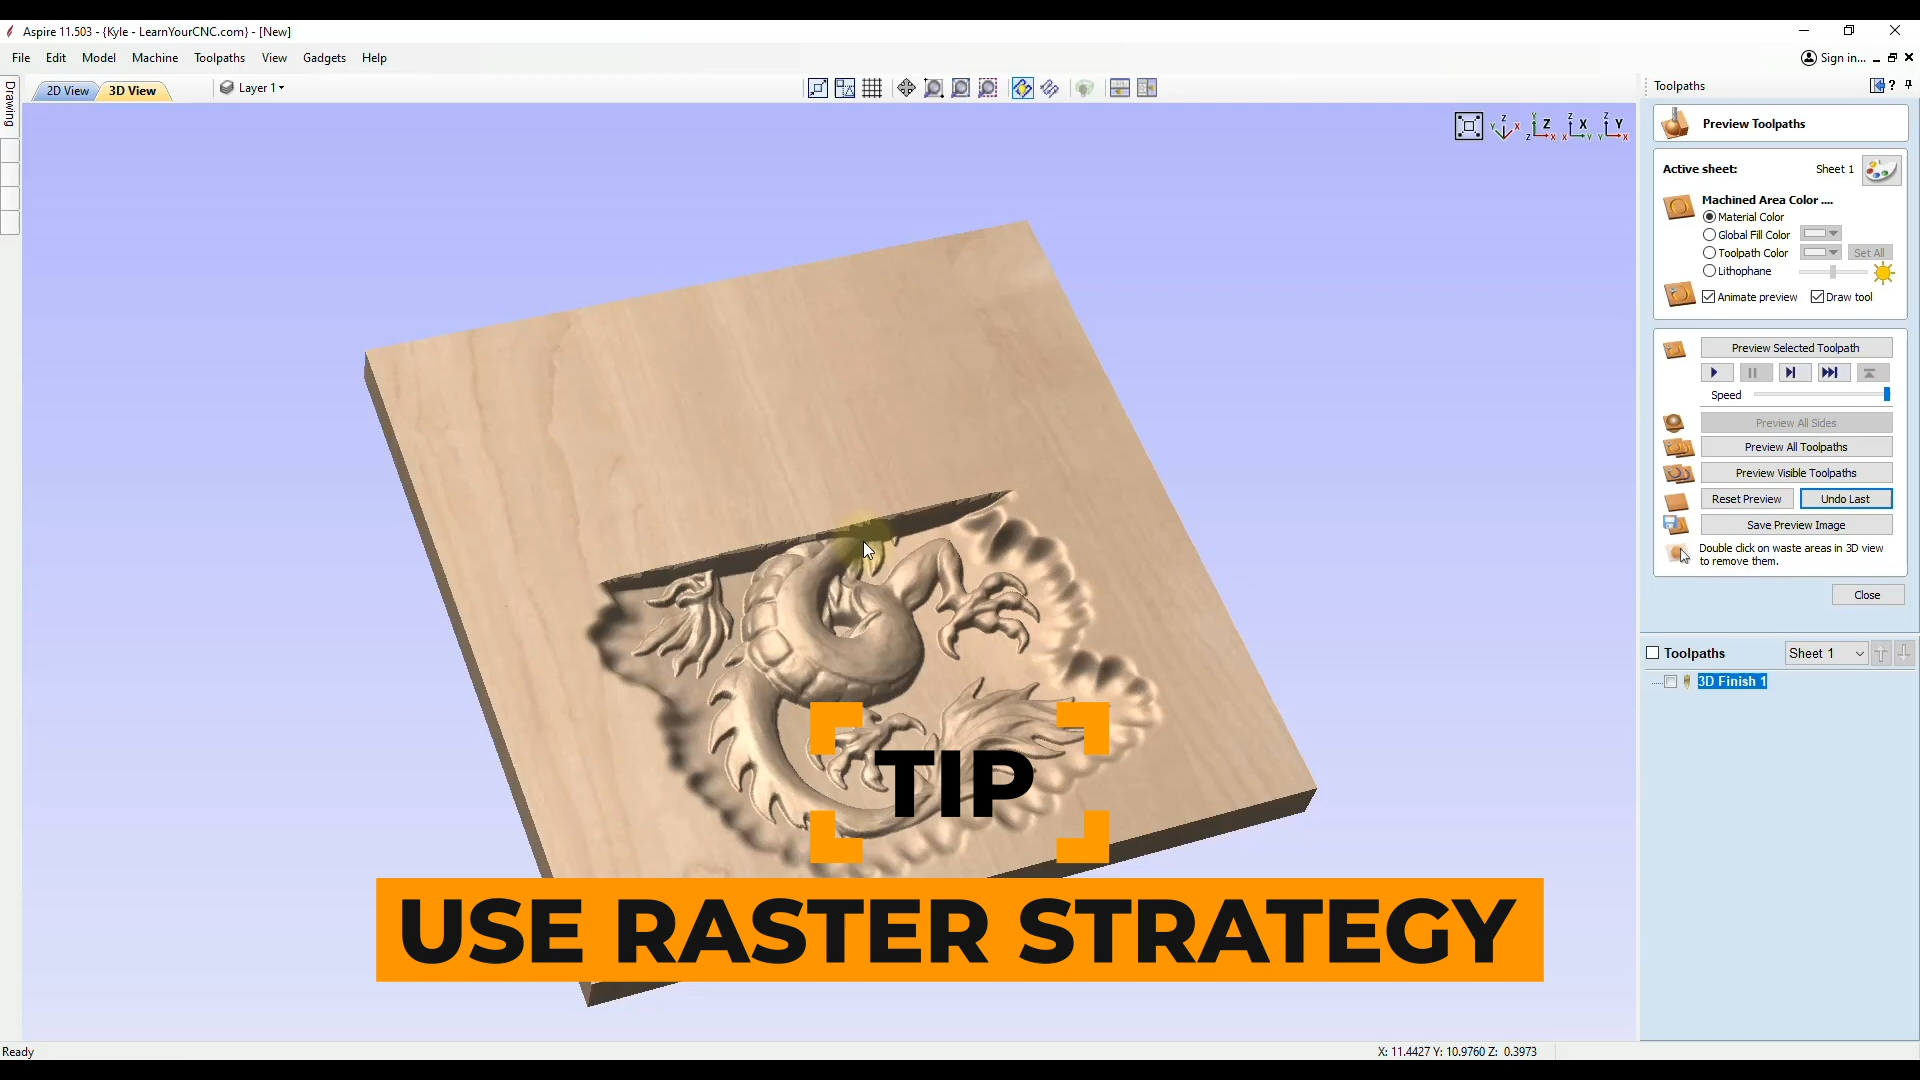 Aspire 11.503 - {Kyle - LearnYourCNC.com} - [New]
File Edit Model Machine Toolpaths View Gadgets Help
Sign in...
Drawing
2D View 3D View
Layer 1
Toolpaths
Preview Toolpaths
Active sheet: Sheet 1
Machined Area Color ....
Material Color
Global Fill Color
Toolpath Color Set All
Lithophane
Animate preview Draw tool
Preview Selected Toolpath
Speed
Preview All Sides
Preview All Toolpaths
Preview Visible Toolpaths
Reset Preview Undo Last
Save Preview Image
Double click on waste areas in 3D view
to remove them.
Close
Toolpaths Sheet 1
3D Finish 1
TIP
USE RASTER STRATEGY
Ready
X: 11.4427 Y: 10.9760 Z: 0.3973